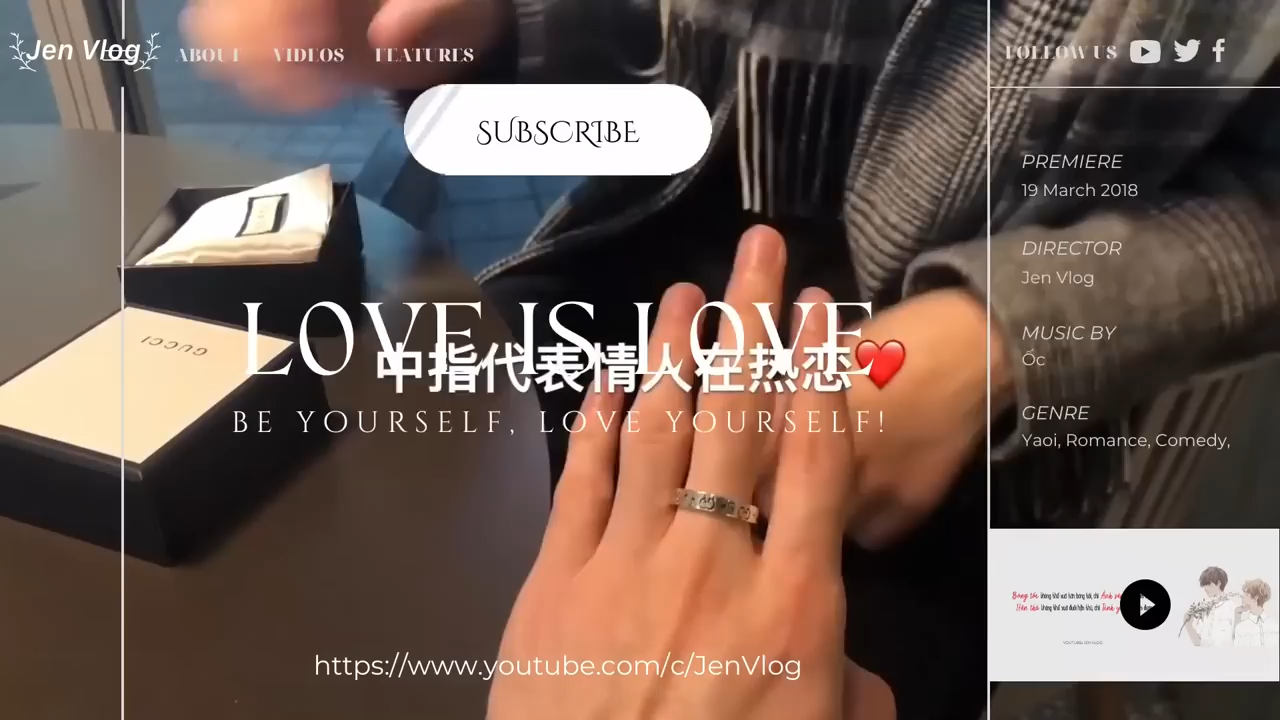 Jen Vlog
ABOUT VIDEOS FEATURES
FOLLOW US
SUBSCRIBE
PREMIERE
19 March 2018
DIRECTOR
Jen Vlog
MUSIC BY
Ốc
GENRE
Yaoi, Romance, Comedy,
GUCCI
LOVE IS LOVE
中指代表情人在热恋❤️
BE YOURSELF, LOVE YOURSELF!
https://www.youtube.com/c/JenVlog